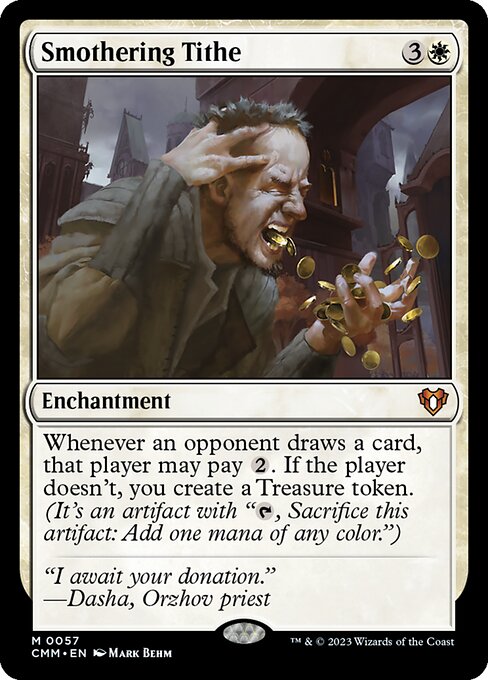 Smothering Tithe 3
Enchantment
Whenever an opponent draws a card,
that player may pay 2. If the player
doesn't, you create a Treasure token.
(It's an artifact with “, Sacrifice this
artifact: Add one mana of any color.”)
“I await your donation.”
—Dasha, Orzhov priest
M 0057
CMM • EN Mark Behm
™ & © 2023 Wizards of the Coast